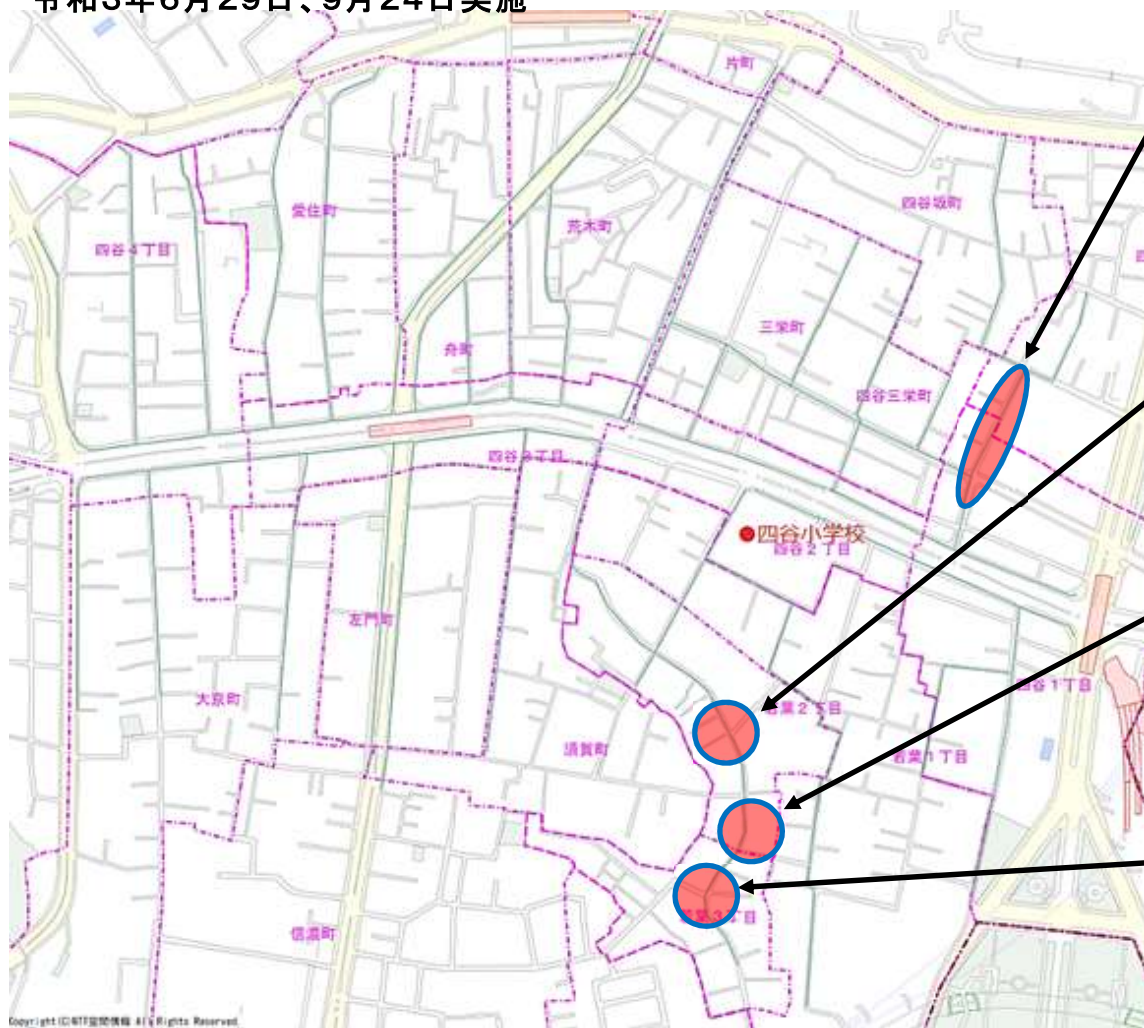 令和3年6月29日、9月24日実施
片町
愛住町
四谷坂町
荒木町
四谷4丁目
三栄町
舟町
四谷三栄町
四谷3丁目
四谷小学校
四谷2丁目
左門町
四谷1丁目
大京町
若葉2丁目
須賀町
若葉1丁目
若葉3丁目
信濃町
Copyright (C) NTT空間情報 All Rights Reserved.